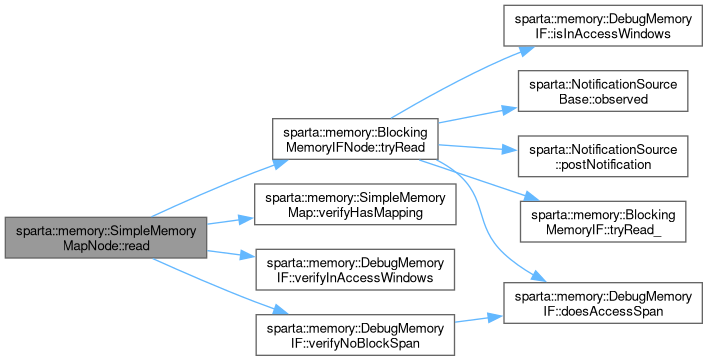 sparta::memory::SimpleMemory
MapNode::read
sparta::memory::Blocking
MemoryIFNode::tryRead
sparta::memory::SimpleMemory
Map::verifyHasMapping
sparta::memory::DebugMemory
IF::verifyInAccessWindows
sparta::memory::DebugMemory
IF::verifyNoBlockSpan
sparta::memory::DebugMemory
IF::isInAccessWindows
sparta::NotificationSource
Base::observed
sparta::NotificationSource
::postNotification
sparta::memory::Blocking
MemoryIF::tryRead_
sparta::memory::DebugMemory
IF::doesAccessSpan